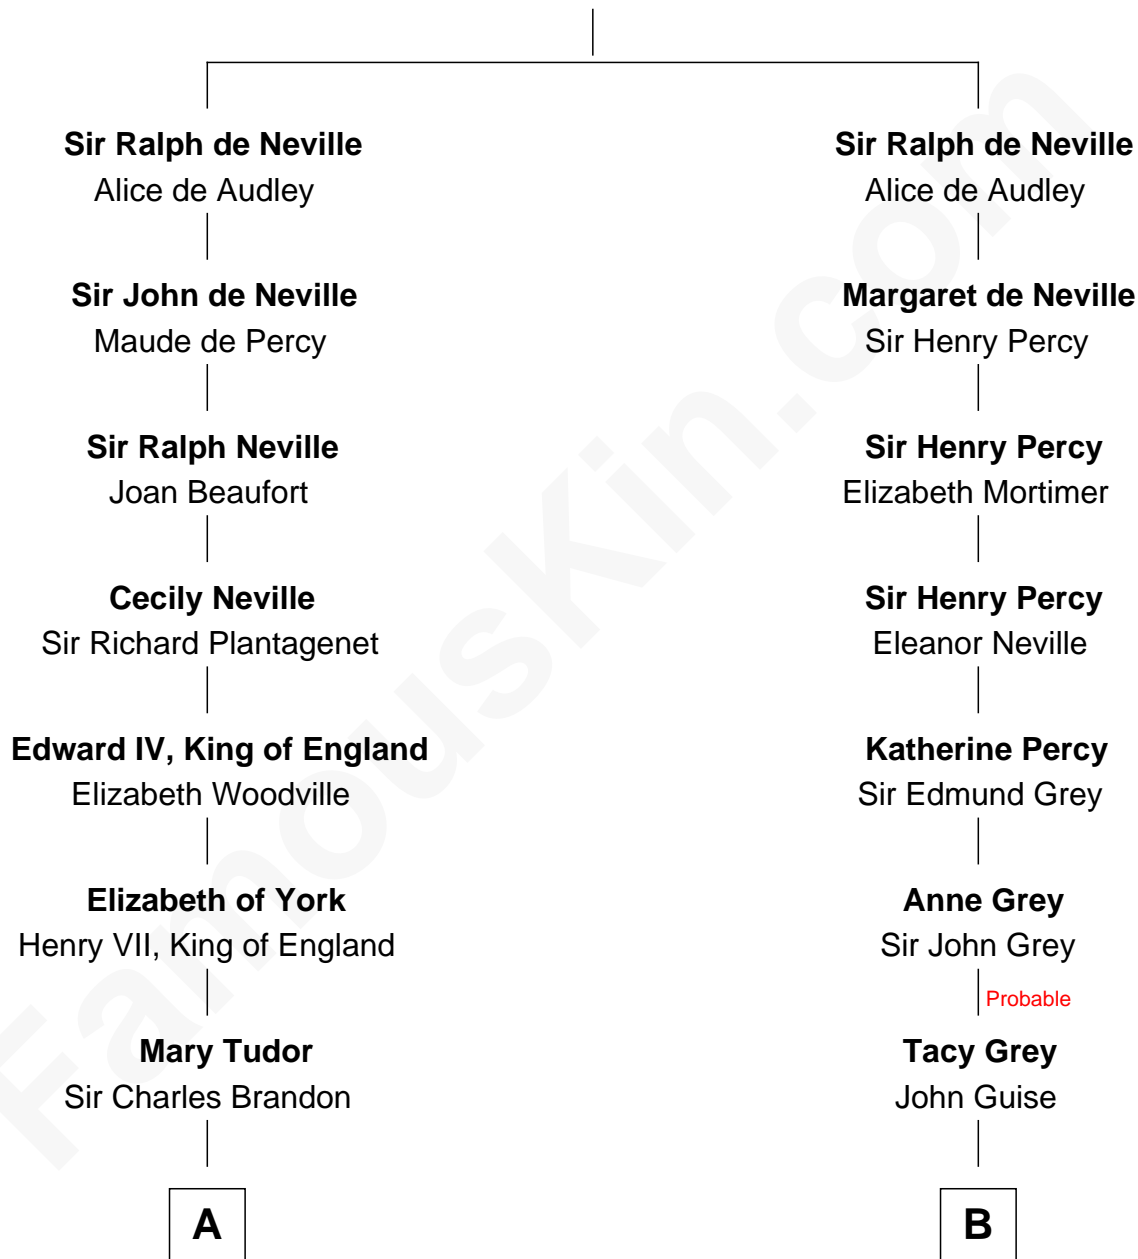 Sir Ralph de Neville
Alice de Audley
Sir John de Neville
Maude de Percy
Sir Ralph Neville
Joan Beaufort
Cecily Neville
Sir Richard Plantagenet
Edward IV, King of England
Elizabeth Woodville
Elizabeth of York
Henry VII, King of England
Mary Tudor
Sir Charles Brandon
A
Sir Ralph de Neville
Alice de Audley
Margaret de Neville
Sir Henry Percy
Sir Henry Percy
Elizabeth Mortimer
Sir Henry Percy
Eleanor Neville
Katherine Percy
Sir Edmund Grey
Anne Grey
Sir John Grey
Probable
Tacy Grey
John Guise
B
FamousKin.com